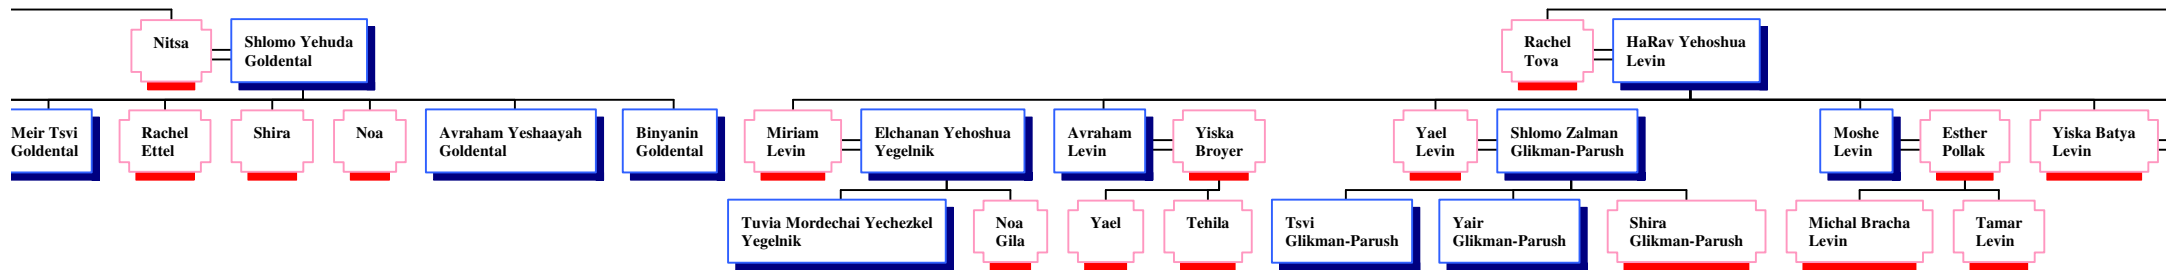 Nitsa
Shlomo Yehuda
Goldental
Rachel
Tova
HaRav Yehoshua
Levin
Meir Tsvi
Goldental
Rachel
Ettel
Shira
Noa
Avraham Yeshaayah
Goldental
Binyanin
Goldental
Miriam
Levin
Elchanan Yehoshua
Yegelnik
Avraham
Levin
Yiska
Broyer
Yael
Levin
Shlomo Zalman
Glikman-Parush
Moshe
Levin
Esther
Pollak
Yiska Batya
Levin
Tuvia Mordechai Yechezkel
Yegelnik
Noa
Gila
Yael
Tehila
Tsvi
Glikman-Parush
Yair
Glikman-Parush
Shira
Glikman-Parush
Michal Bracha
Levin
Tamar
Levin